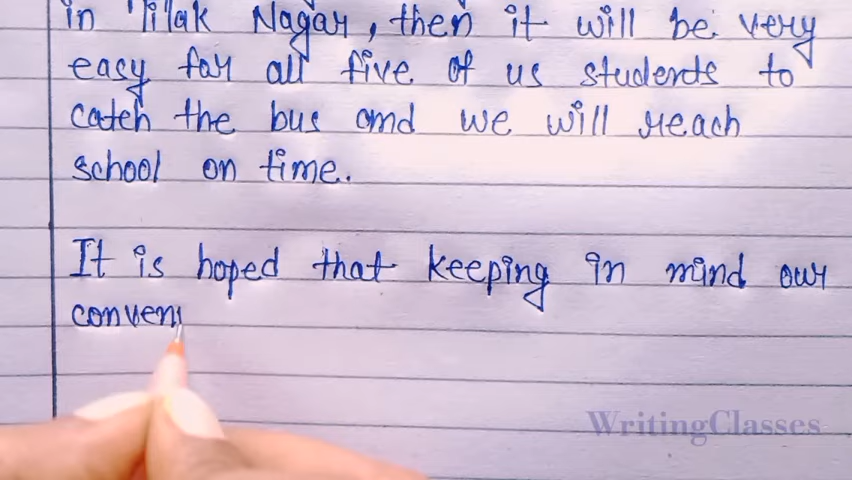 in Tilak Nagar, then it will be very
easy for all five of us students to
catch the bus and we will reach
school on time.
It is hoped that keeping in mind our
conveni
WritingClasses